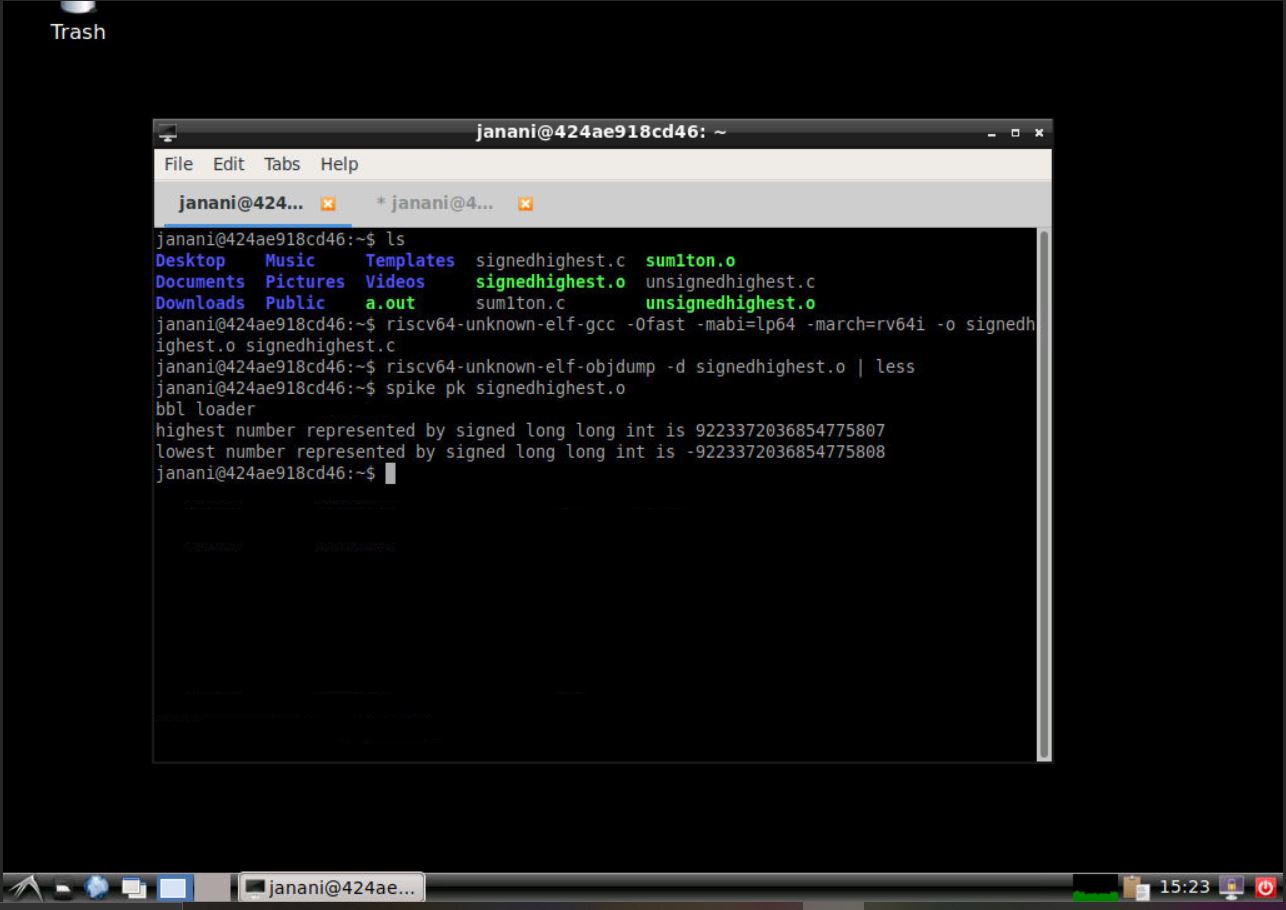 Trash
janani@424ae918cd46: ~
File Edit Tabs Help
janani@424... * janani@4...
janani@424ae918cd46:~$ ls
Desktop Music Templates signedhighest.c sum1ton.o
Documents Pictures Videos signedhighest.o unsignedhighest.c
Downloads Public a.out sum1ton.c unsignedhighest.o
janani@424ae918cd46:~$ riscv64-unknown-elf-gcc -Ofast -mabi=lp64 -march=rv64i -o signedh
ighest.o signedhighest.c
janani@424ae918cd46:~$ riscv64-unknown-elf-objdump -d signedhighest.o | less
janani@424ae918cd46:~$ spike pk signedhighest.o
bbl loader
highest number represented by signed long long int is 9223372036854775807
lowest number represented by signed long long int is -9223372036854775808
janani@424ae918cd46:~$
janani@424ae... 15:23